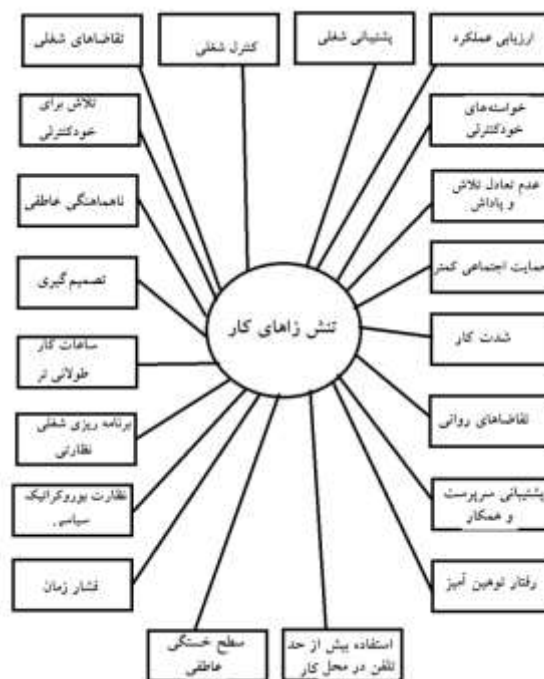 ارزیابی عملکرد
پشتیبانی شغلی
کنترل شغلی
تقاضاهای شغلی
خواسته‌های
خودکنترلی
تلاش برای
خودکنترلی
عدم تعادل تلاش
و پاداش
ناهماهنگی عاطفی
حمایت اجتماعی کمتر
تصمیم گیری
تنش زاهای کار
شدت کار
ساعات کار
طولانی تر
تقاضاهای روانی
برنامه ریزی شغلی
نظارتی
پشتیبانی سرپرست
و همکار
نظارت بوروکراتیک
سیاسی
رفتار توهین آمیز
فشار زمان
استفاده بیش از حد
تلفن در محل کار
سطح خستگی
عاطفی